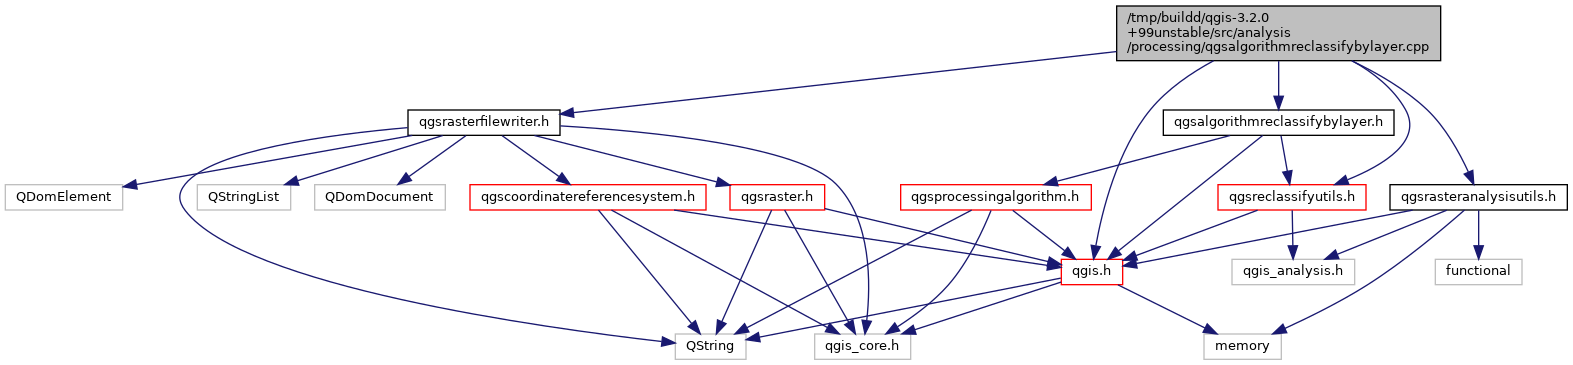 /tmp/buildd/qgis-3.2.0
+99unstable/src/analysis
/processing/qgsalgorithmreclassifybylayer.cpp
qgsrasterfilewriter.h
qgsalgorithmreclassifybylayer.h
QDomElement
QStringList
QDomDocument
qgscoordinatereferencesystem.h
qgsraster.h
qgsprocessingalgorithm.h
qgsreclassifyutils.h
qgsrasteranalysisutils.h
qgis.h
qgis_analysis.h
functional
QString
qgis_core.h
memory